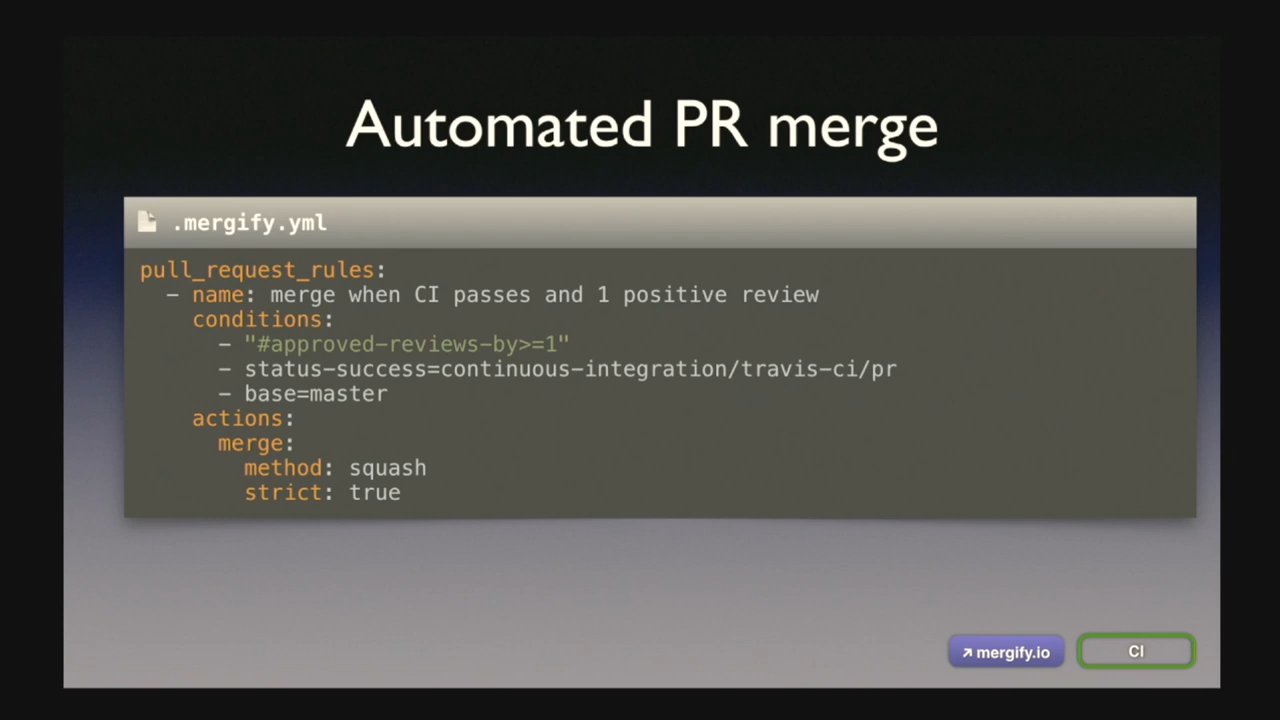 Automated PR merge
.mergify.yml
pull_request_rules:
  - name: merge when CI passes and 1 positive review
    conditions:
      - "#approved-reviews-by>=1"
      - status-success=continuous-integration/travis-ci/pr
      - base=master
    actions:
      merge:
        method: squash
        strict: true
↗ mergify.io
CI